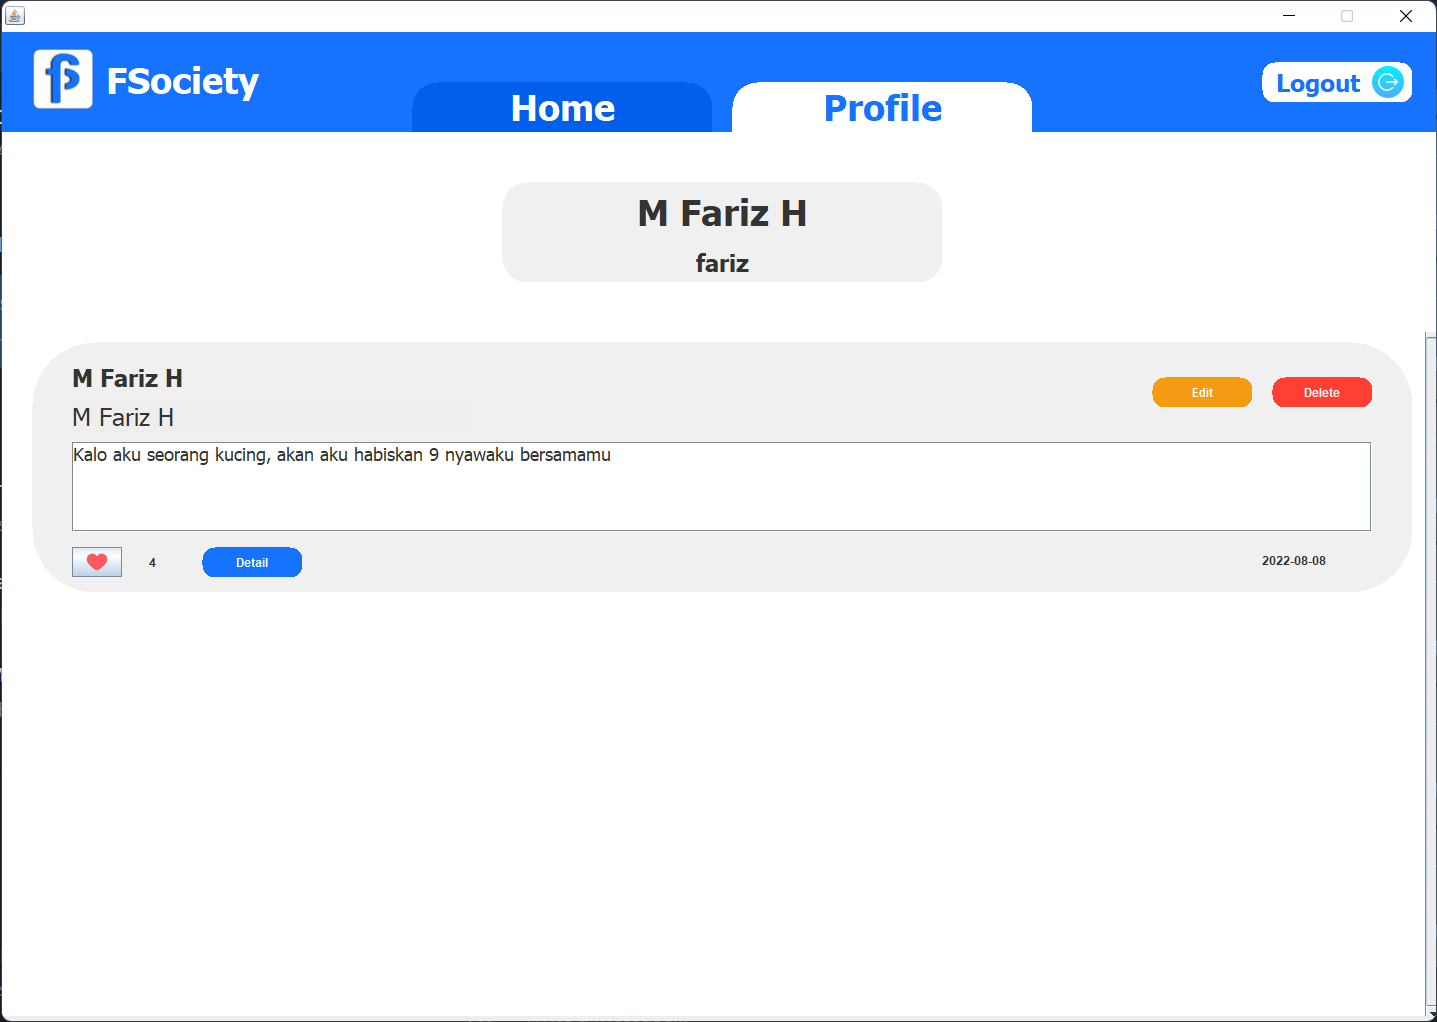 FSociety
Home
Profile
Logout
M Fariz H
fariz
M Fariz H
Edit
Delete
M Fariz H
Kalo aku seorang kucing, akan aku habiskan 9 nyawaku bersamamu
4
Detail
2022-08-08